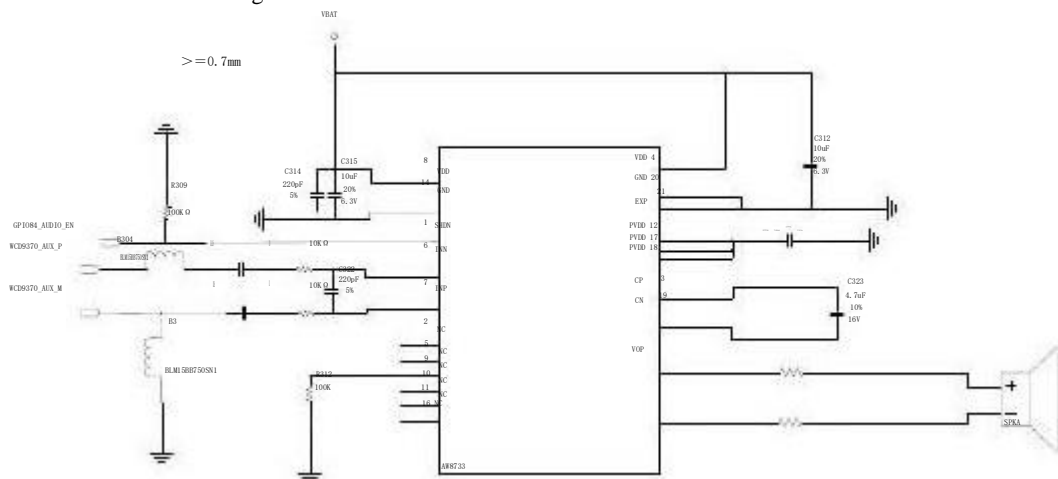 VBAT
>=0.7mm
C312
10uF
20%
6.3V
8
VDD
VDD 4
C315
10uF
20%
6.3V
C314
220pF
5%
14
GND
GND 20
21
EXP
R309
100KΩ
1
SHDN
GPIO84_AUDIO_EN
B304
WCD9370_AUX_P
10KΩ
6
INN
PVDD 12
PVDD 17
PVDD 18
WCD9370_AUX_M
10KΩ
C322
220pF
5%
7
INP
CP
3
CN
19
C323
4.7uF
10%
16V
B3
2
NC
5
NC
9
VOP
BLM15BB750SN1
R312
100K
10
NC
11
NC
16 NC
SPKA
AW8733